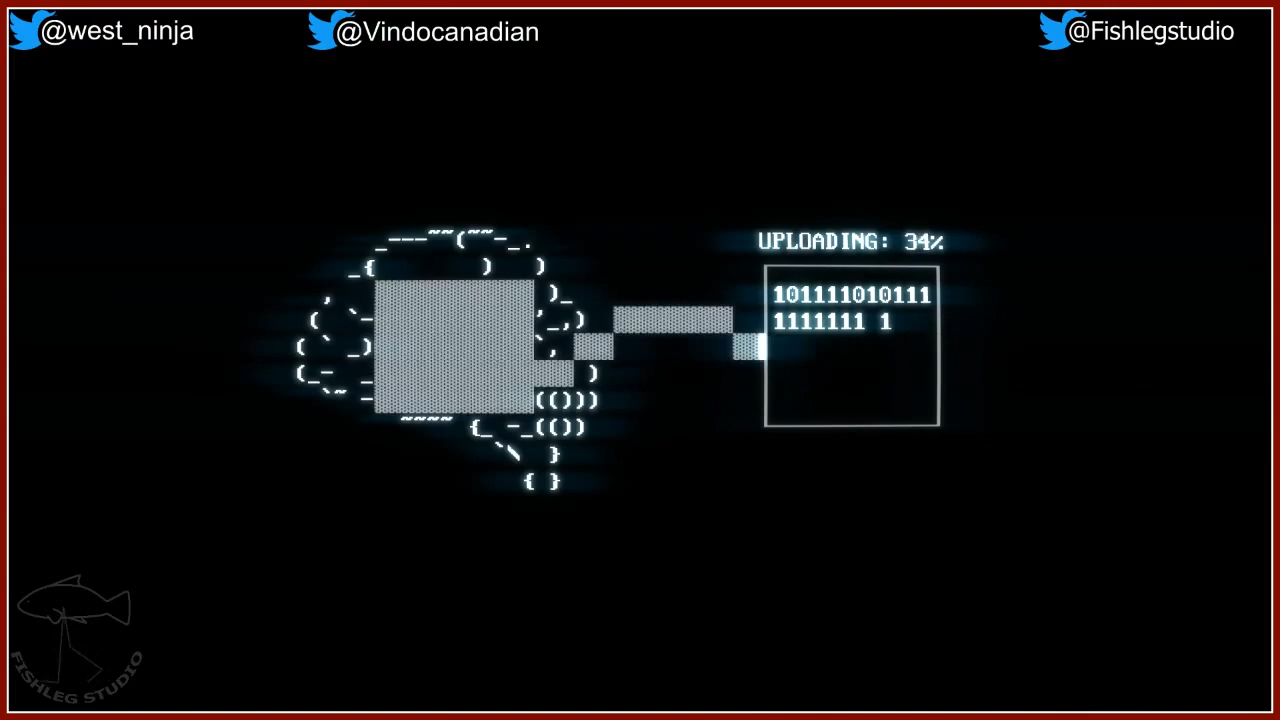 @west_ninja
@Vindocanadian
@Fishlegstudio
UPLOADING: 34%
101111010111
1111111 1
FISHLEG STUDIO